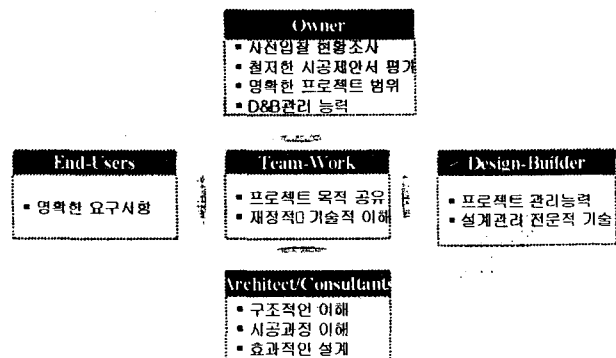 Owner
▪ 사전입찰 현황조사
▪ 철저한 시공제안서 평가
▪ 명확한 프로젝트 범위
▪ D&B관리 능력
End-Users
▪ 명확한 요구사항
Team-Work
▪ 프로젝트 목적 공유
▪ 재정적 기술적 이해
Design-Builder
▪ 프로젝트 관리능력
▪ 설계관리 전문적 기술
Architect/Consultants
▪ 구조적인 이해
▪ 시공과정 이해
▪ 효과적인 설계